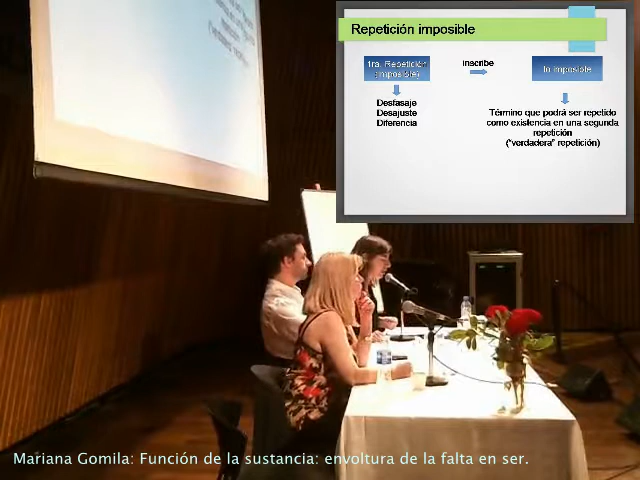 Repetición imposible
1ra. Repetición
(imposible)
inscribe
lo imposible
Desfasaje
Desajuste
Diferencia
Término que podrá ser repetido
como existencia en una segunda
repetición
("verdadera" repetición)
Mariana Gomila: Función de la sustancia: envoltura de la falta en ser.